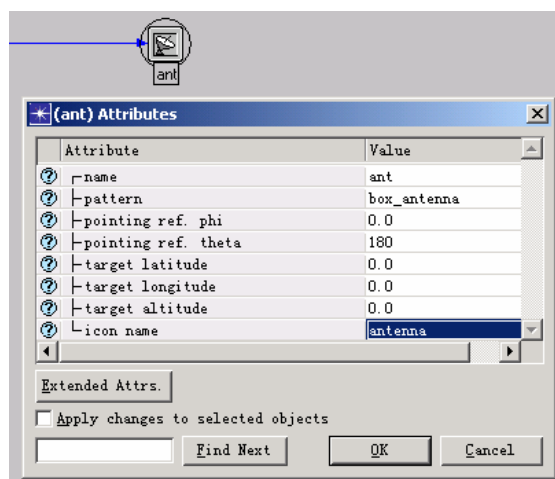 ant
(ant) Attributes
Attribute Value
name ant
pattern box_antenna
pointing ref. phi 0.0
pointing ref. theta 180
target latitude 0.0
target longitude 0.0
target altitude 0.0
icon name antenna
Extended Attrs.
Apply changes to selected objects
Find Next OK Cancel